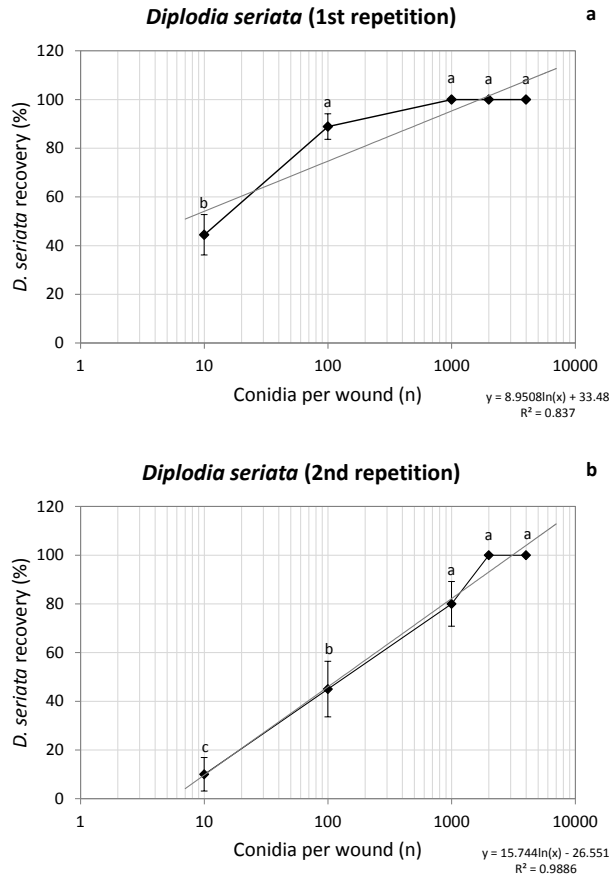 Diplodia seriata (1st repetition)
a
120
100
80
60
40
20
0
D. seriata recovery (%)
b
a
a
a
a
1
10
100
1000
10000
Conidia per wound (n)
y = 8.9508ln(x) + 33.48
R² = 0.837
Diplodia seriata (2nd repetition)
b
120
100
80
60
40
20
0
D. seriata recovery (%)
c
b
a
a
a
1
10
100
1000
10000
Conidia per wound (n)
y = 15.744ln(x) - 26.551
R² = 0.9886